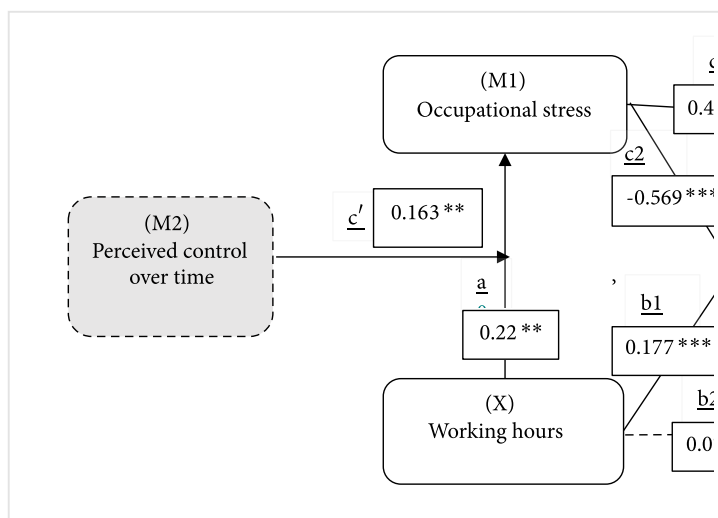 (M1)
Occupational stress
0.4
c2
-0.569 ***
(M2)
Perceived control
over time
c′
0.163 **
a
0.22 **
,
b1
0.177 ***
(X)
Working hours
b2
0.0